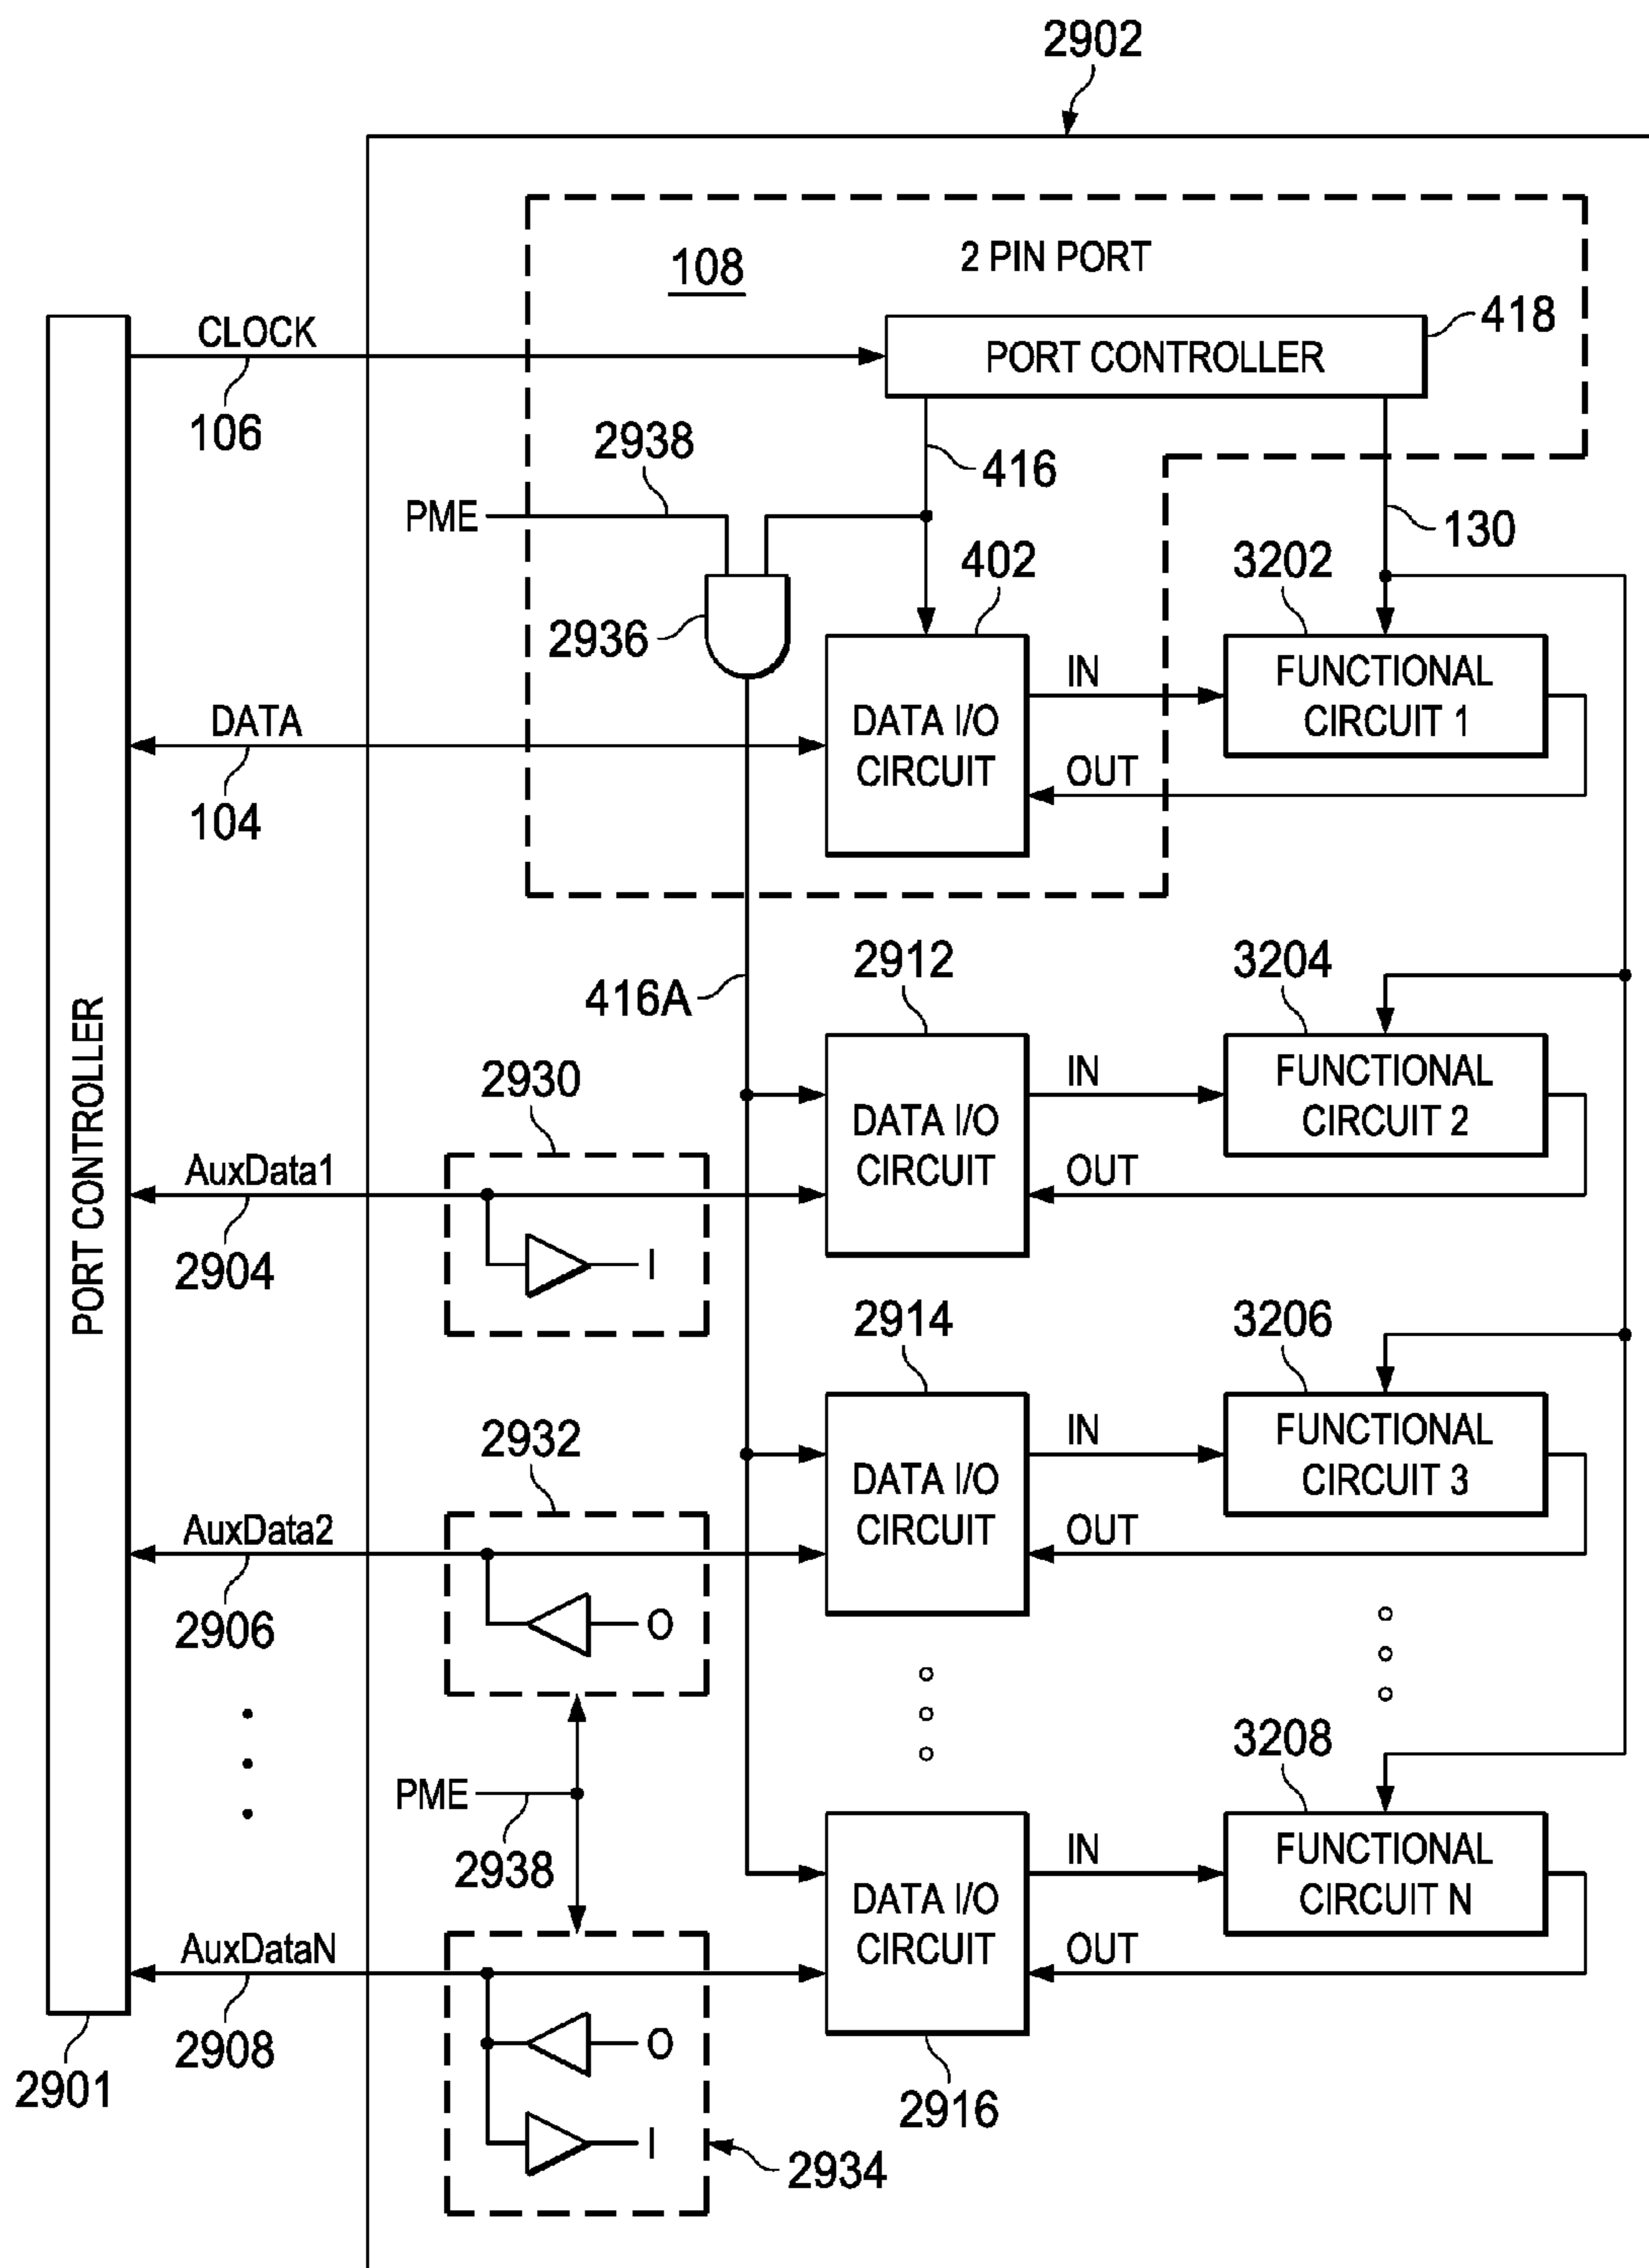 2902
108
2 PIN PORT
418
CLOCK
PORT CONTROLLER
106
2938
416
PME
130
402
3202
2936
FUNCTIONAL
CIRCUIT 1
IN
DATA I/O
CIRCUIT
DATA
OUT
104
2912
3204
416A
PORT CONTROLLER
2930
IN
FUNCTIONAL
CIRCUIT 2
DATA I/O
CIRCUIT
AuxData1
OUT
2904
I
2914
3206
2932
IN
FUNCTIONAL
CIRCUIT 3
DATA I/O
CIRCUIT
AuxData2
OUT
2906
O
3208
PME
2938
IN
FUNCTIONAL
CIRCUIT N
DATA I/O
CIRCUIT
AuxDataN
OUT
2908
O
2901
2916
I
2934